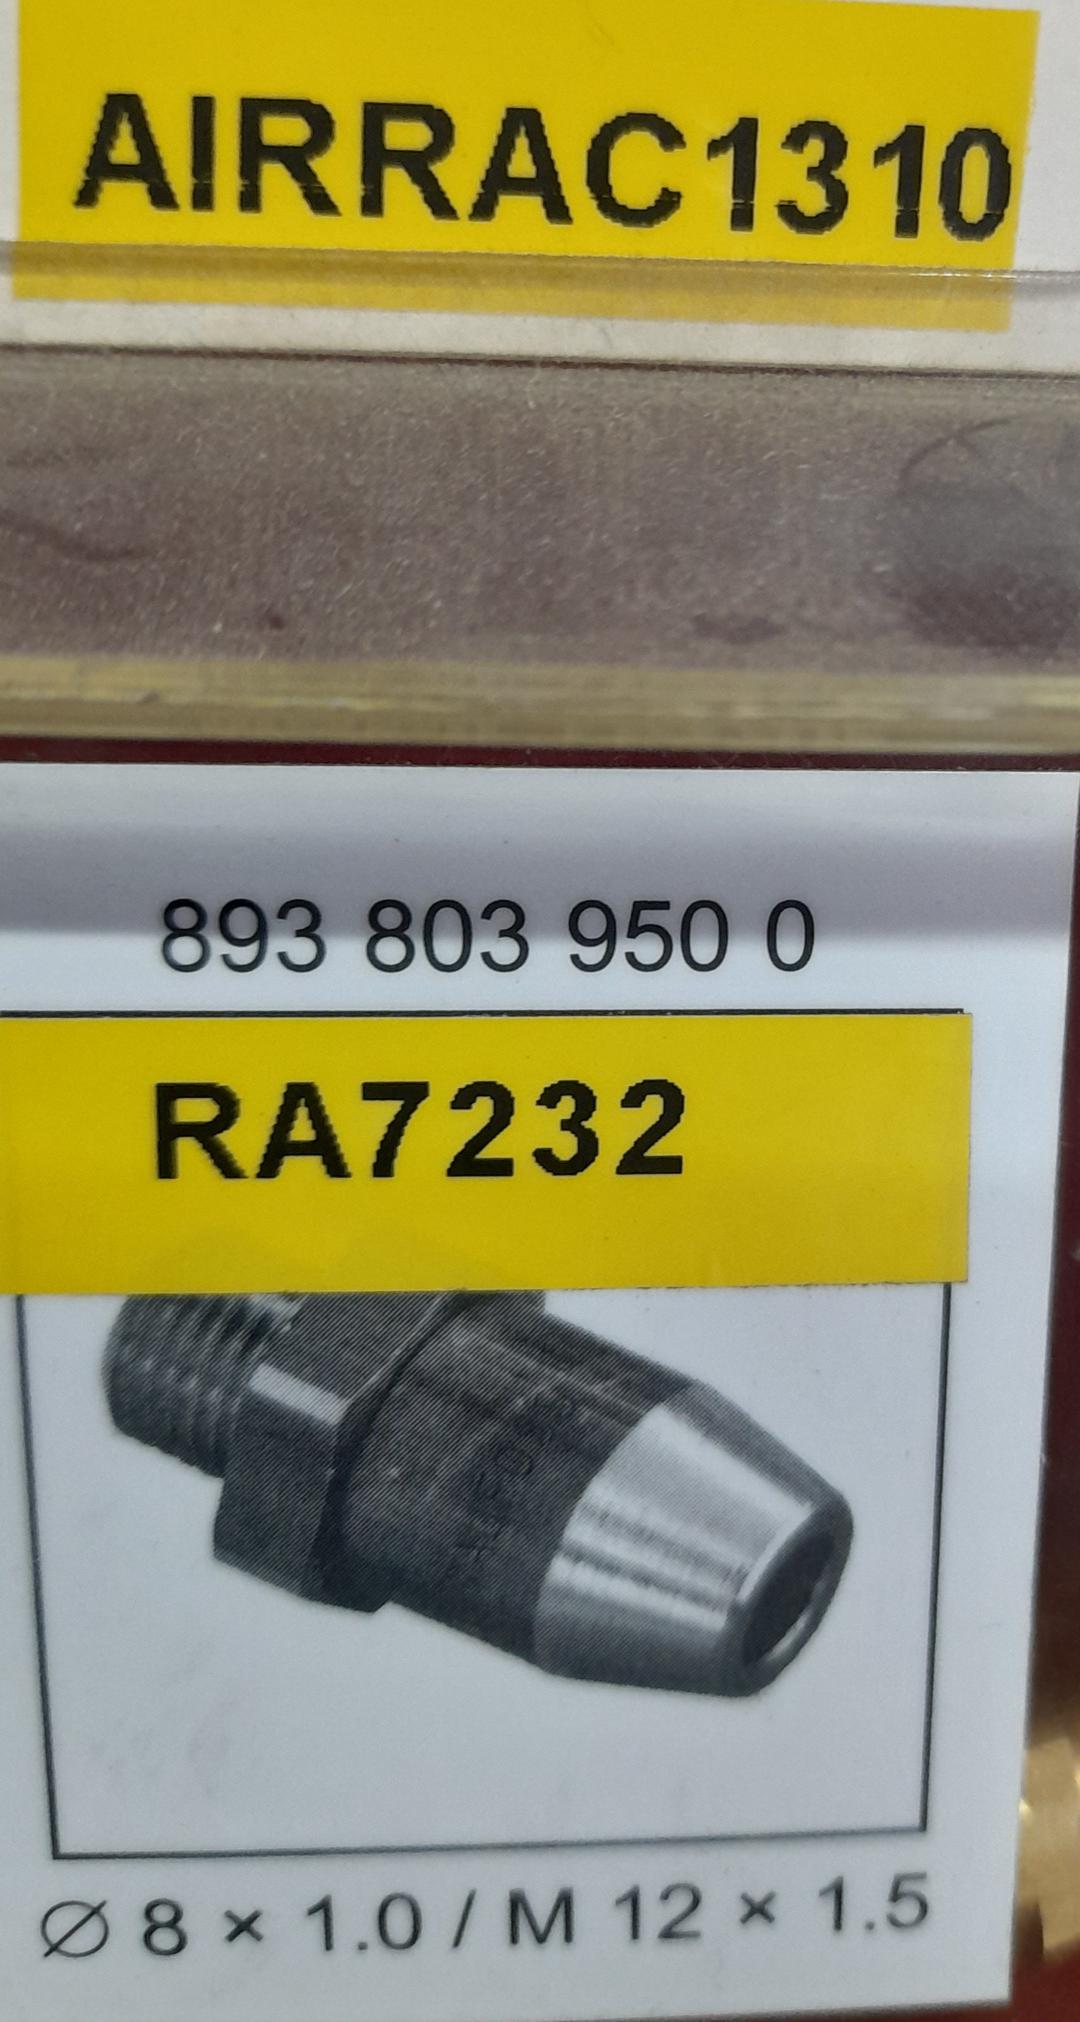 AIRRAC1310
893 803 950 0
RA7232
Ø 8 × 1.0 / M 12 × 1.5